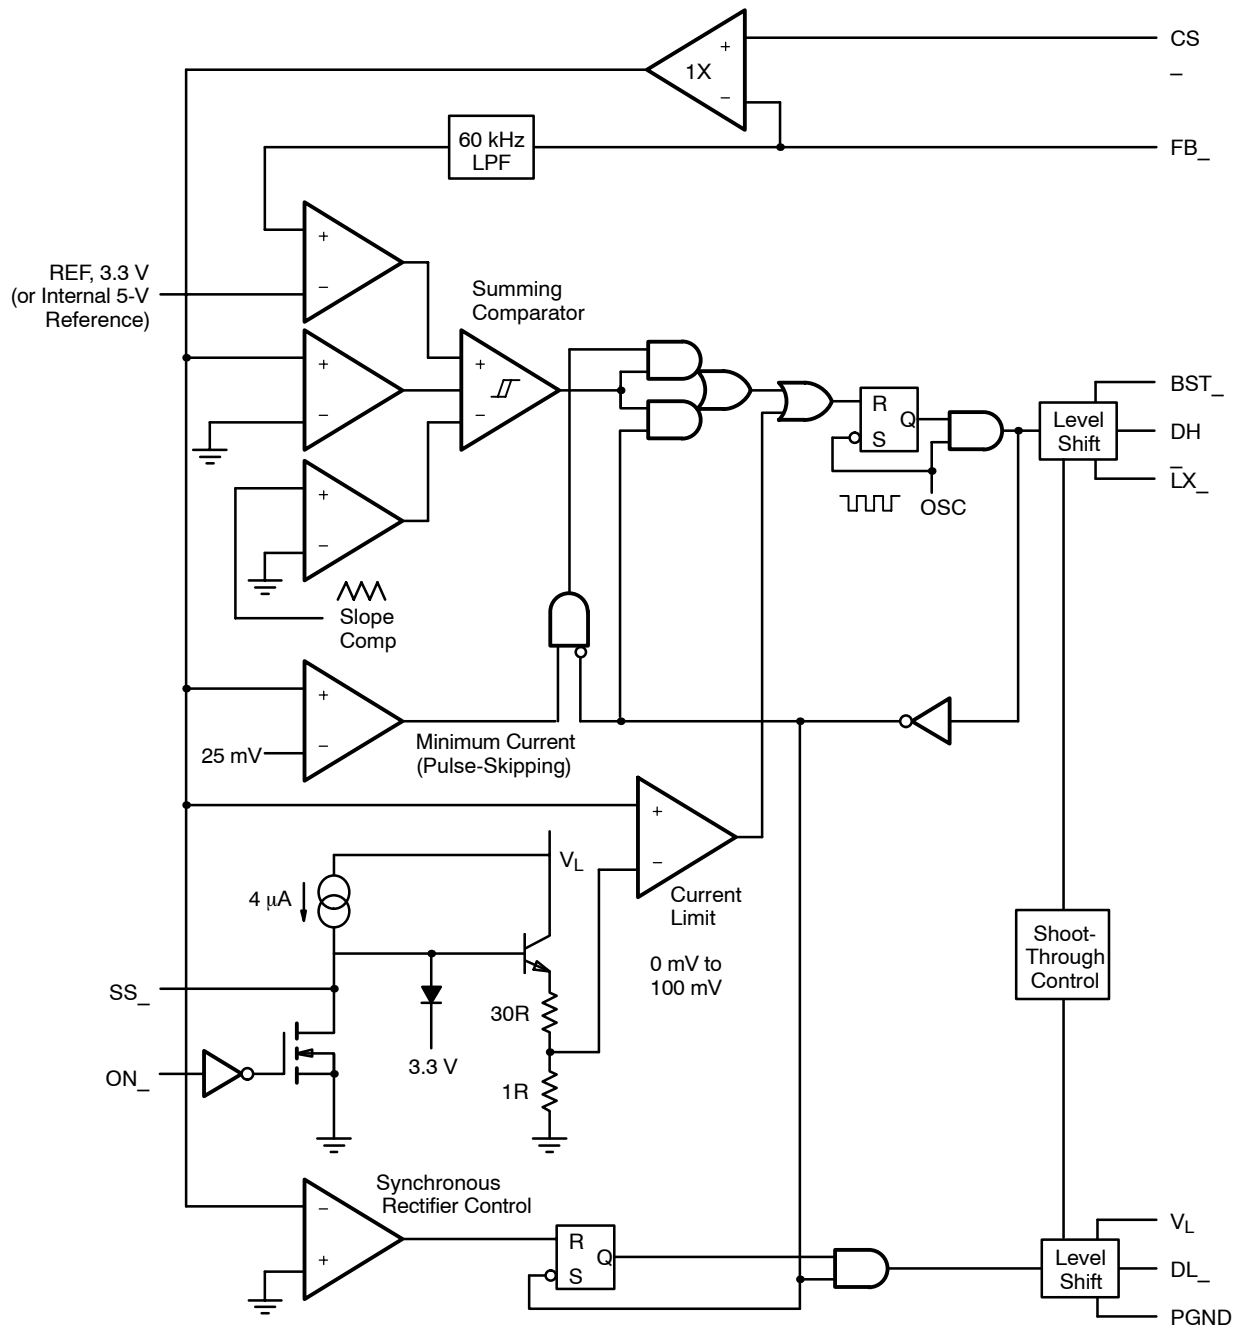 CS
_
+
1X
−
60 kHz
LPF
FB_
+
−
REF, 3.3 V
(or Internal 5-V
Reference)
Summing
Comparator
+
−
+
−
BST_
R
Q
S
Level
Shift
DH
_
LX_
OSC
+
−
Slope
Comp
+
−
25 mV
Minimum Current
(Pulse-Skipping)
+
−
VL
4 µA
Current
Limit
0 mV to
100 mV
Shoot-
Through
Control
SS_
30R
3.3 V
ON_
1R
Synchronous
Rectifier Control
−
+
R
Q
S
VL
Level
Shift
DL_
PGND